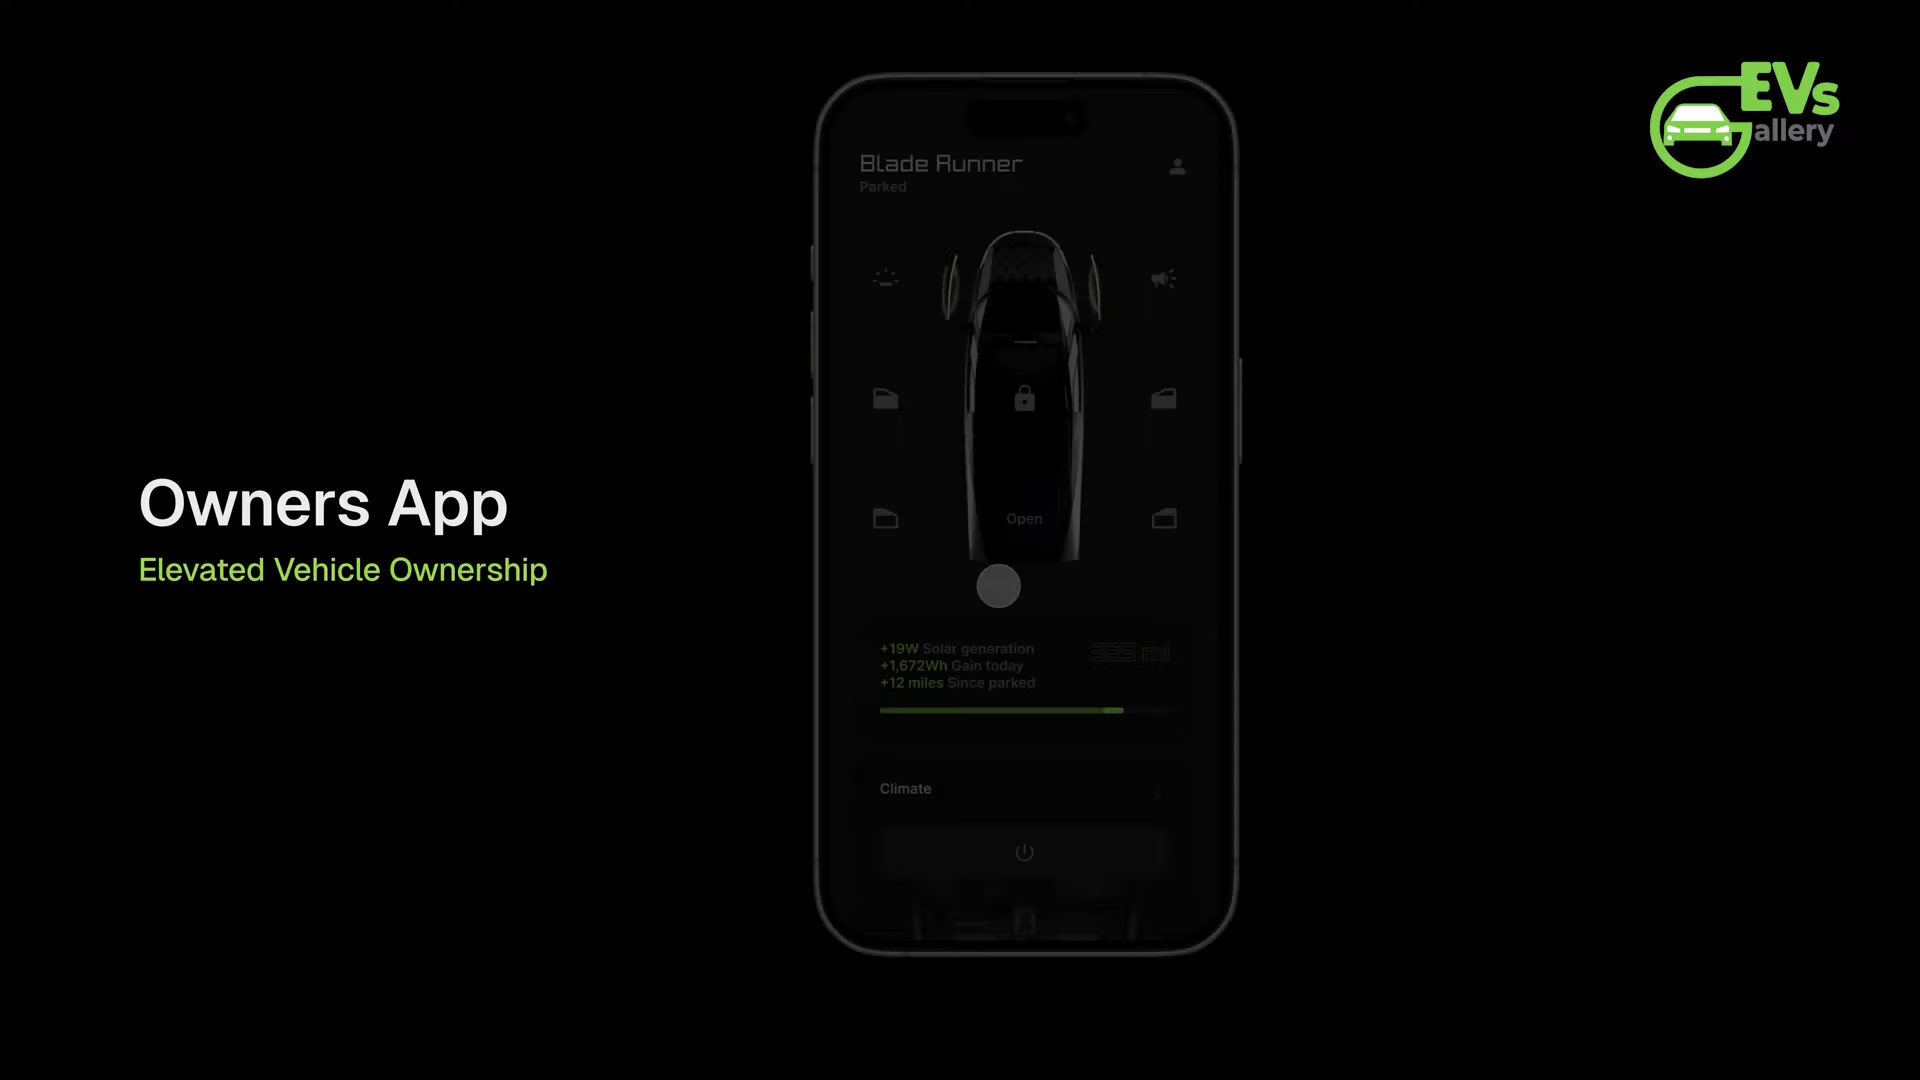 EVs
allery
Blade Runner
Parked
Owners App
Elevated Vehicle Ownership
Open
+19W Solar generation
+1,672Wh Gain today
+12 miles Since parked
Climate